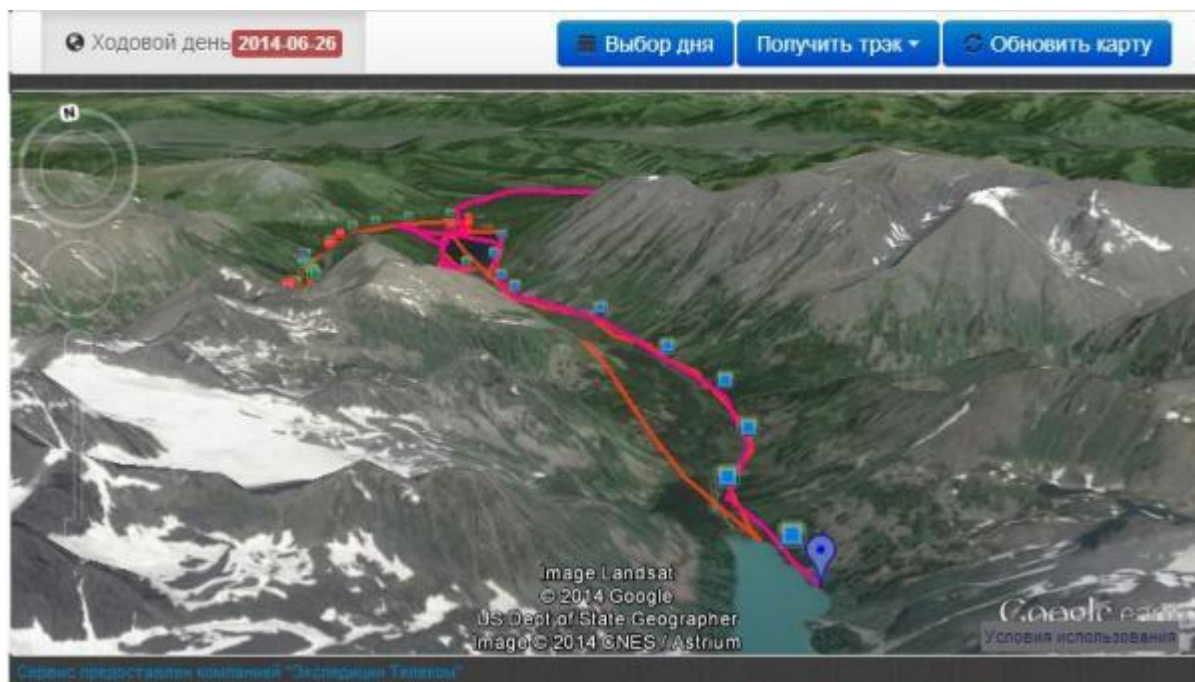 Ходовой день 2014-06-26
Выбор дня
Получить трэк
Обновить карту
N
Image Landsat
© 2014 Google
US Dept of State Geographer
Image © 2014 CNES / Astrium
Google earth
Условия использования
Сервис предоставлен компанией "Экспедиции Телеком"